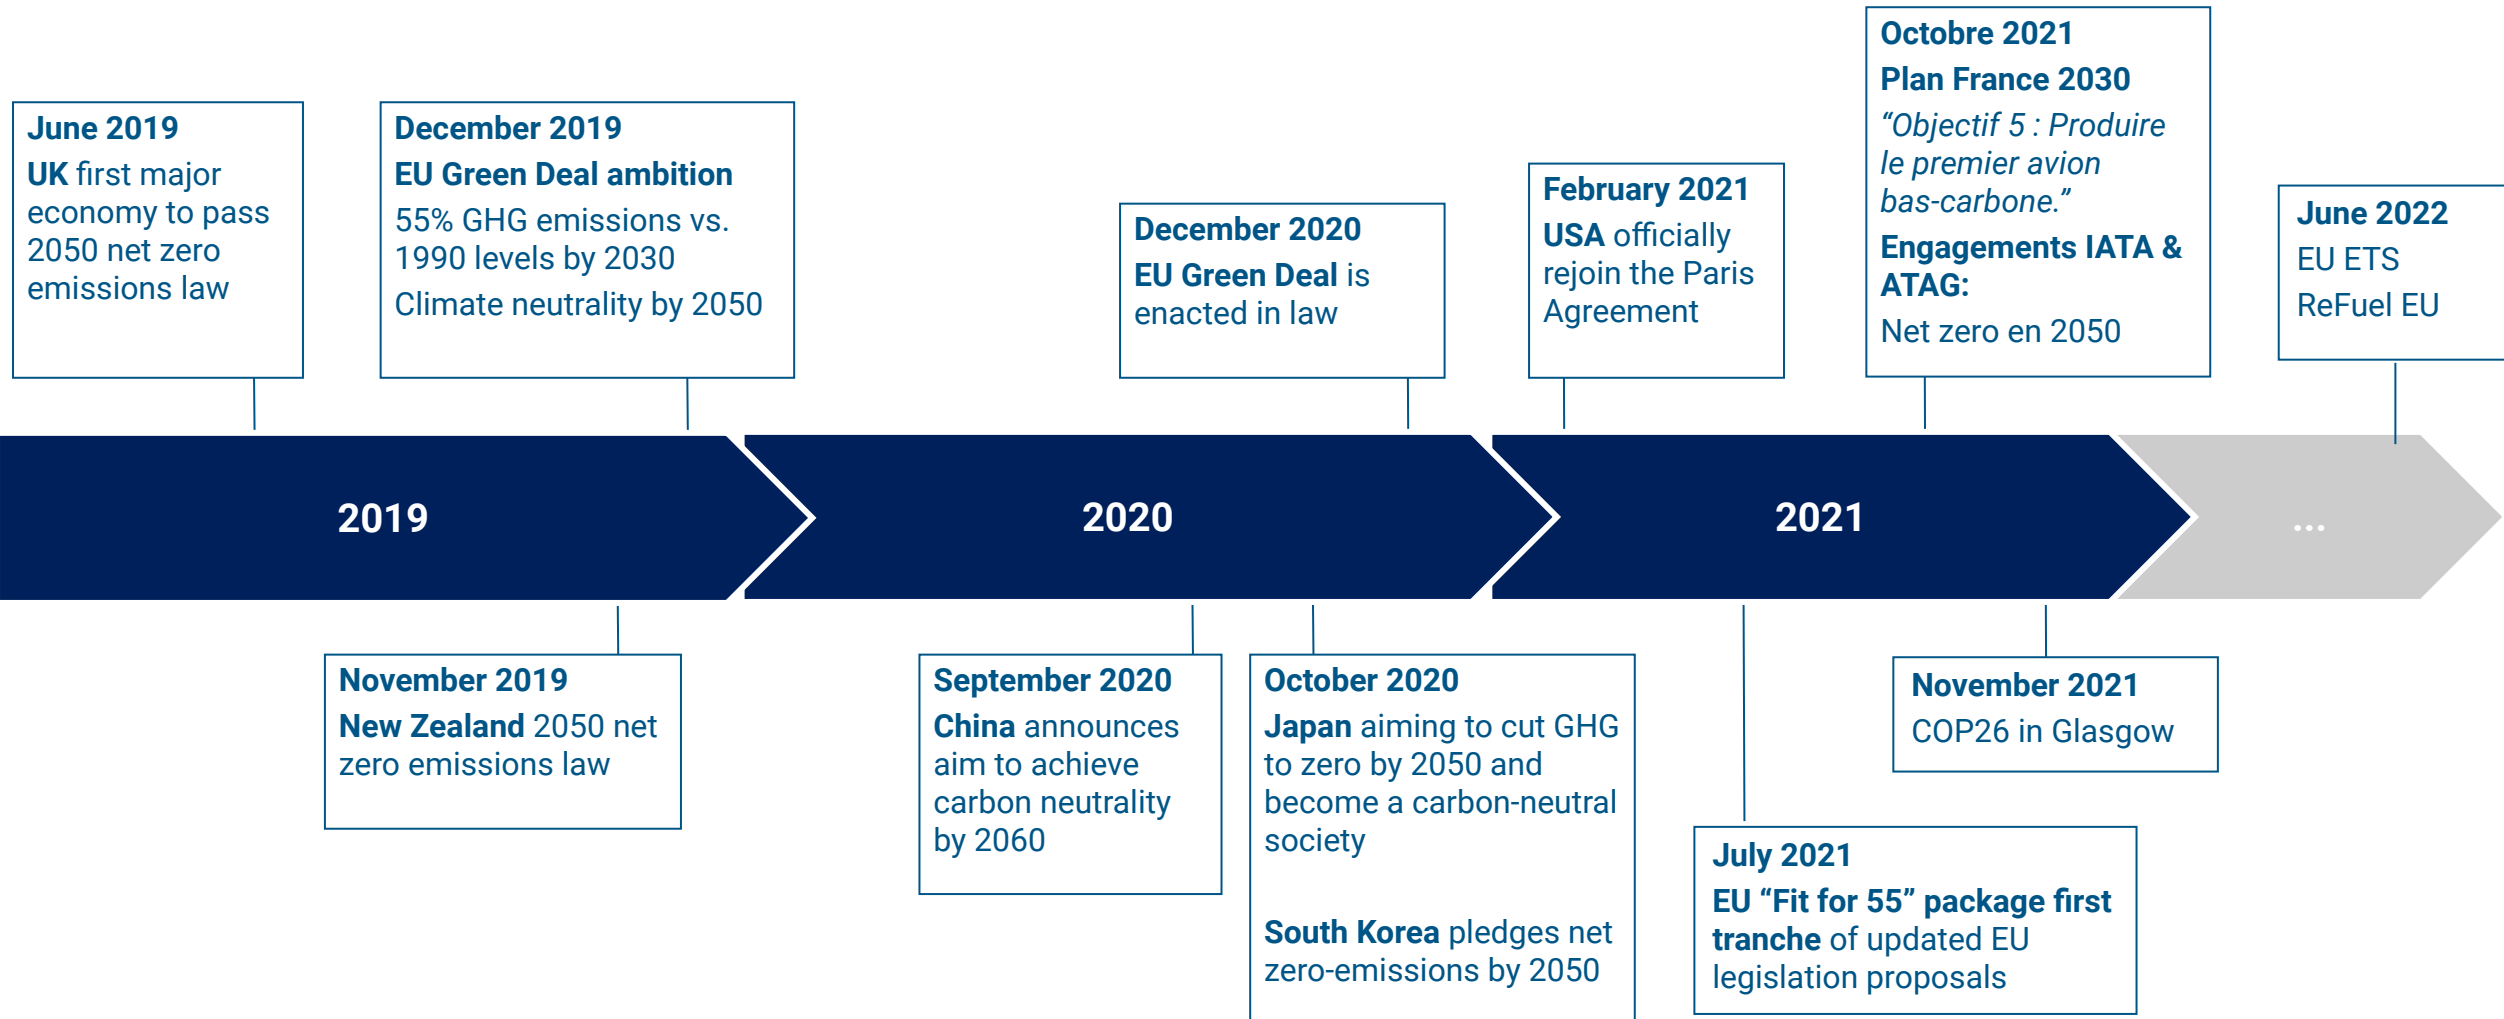 June 2019
UK first major
economy to pass
2050 net zero
emissions law
December 2019
EU Green Deal ambition
55% GHG emissions vs.
1990 levels by 2030
Climate neutrality by 2050
December 2020
EU Green Deal is
enacted in law
February 2021
USA officially
rejoin the Paris
Agreement
Octobre 2021
Plan France 2030
“Objectif 5 : Produire
le premier avion
bas-carbone.”
Engagements IATA &
ATAG:
Net zero en 2050
June 2022
EU ETS
ReFuel EU
2019
2020
2021
...
November 2019
New Zealand 2050 net
zero emissions law
September 2020
China announces
aim to achieve
carbon neutrality
by 2060
October 2020
Japan aiming to cut GHG
to zero by 2050 and
become a carbon-neutral
society
South Korea pledges net
zero-emissions by 2050
July 2021
EU “Fit for 55” package first
tranche of updated EU
legislation proposals
November 2021
COP26 in Glasgow